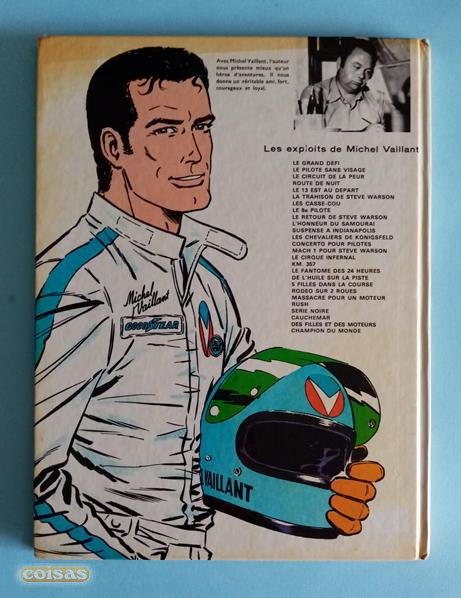 Avec Michel Vaillant, l'auteur
nous présente mieux qu'un
héros d'aventures. Il nous
donne un véritable ami, fort,
courageux et loyal.
Les exploits de Michel Vaillant
LE GRAND DEFI
LE PILOTE SANS VISAGE
LE CIRCUIT DE LA PEUR
ROUTE DE NUIT
LE 13 EST AU DEPART
LA TRAHISON DE STEVE WARSON
LES CASSE-COU
LE 8e PILOTE
LE RETOUR DE STEVE WARSON
L'HONNEUR DU SAMOURAI
SUSPENSE A INDIANAPOLIS
LES CHEVALIERS DE KONIGSFELD
CONCERTO POUR PILOTES
MACH 1 POUR STEVE WARSON
LE CIRQUE INFERNAL
KM. 357
LE FANTOME DES 24 HEURES
DE L'HUILE SUR LA PISTE
5 FILLES DANS LA COURSE
RODEO SUR 2 ROUES
MASSACRE POUR UN MOTEUR
RUSH
SERIE NOIRE
CAUCHEMAR
DES FILLES ET DES MOTEURS
CHAMPION DU MONDE
Michel
Vaillant
GOODYEAR
VAILLANT
coisas